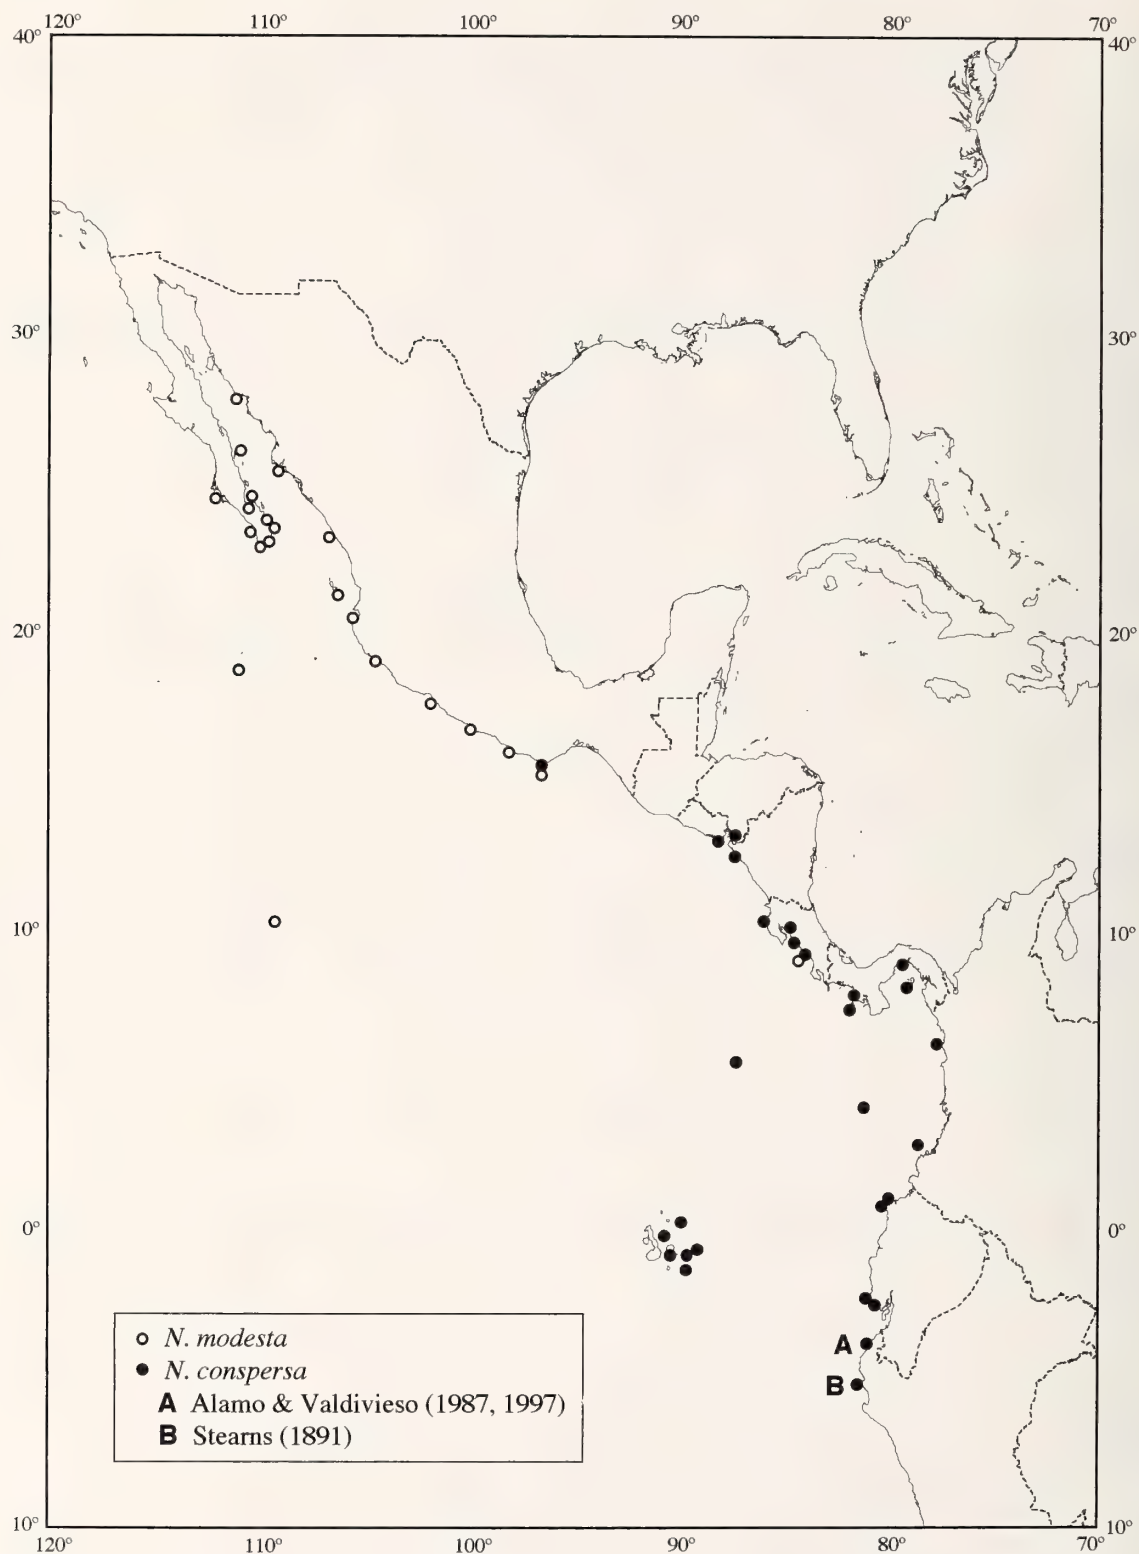 120° 110° 100° 90° 80° 70°
40° 40°
30° 30°
20° 20°
10° 10°
0° 0°
A
B
N. modesta
N. conspersa
A Alamo & Valdivieso (1987, 1997)
B Stearns (1891)
10° 10°
120° 110° 100° 90° 80° 70°